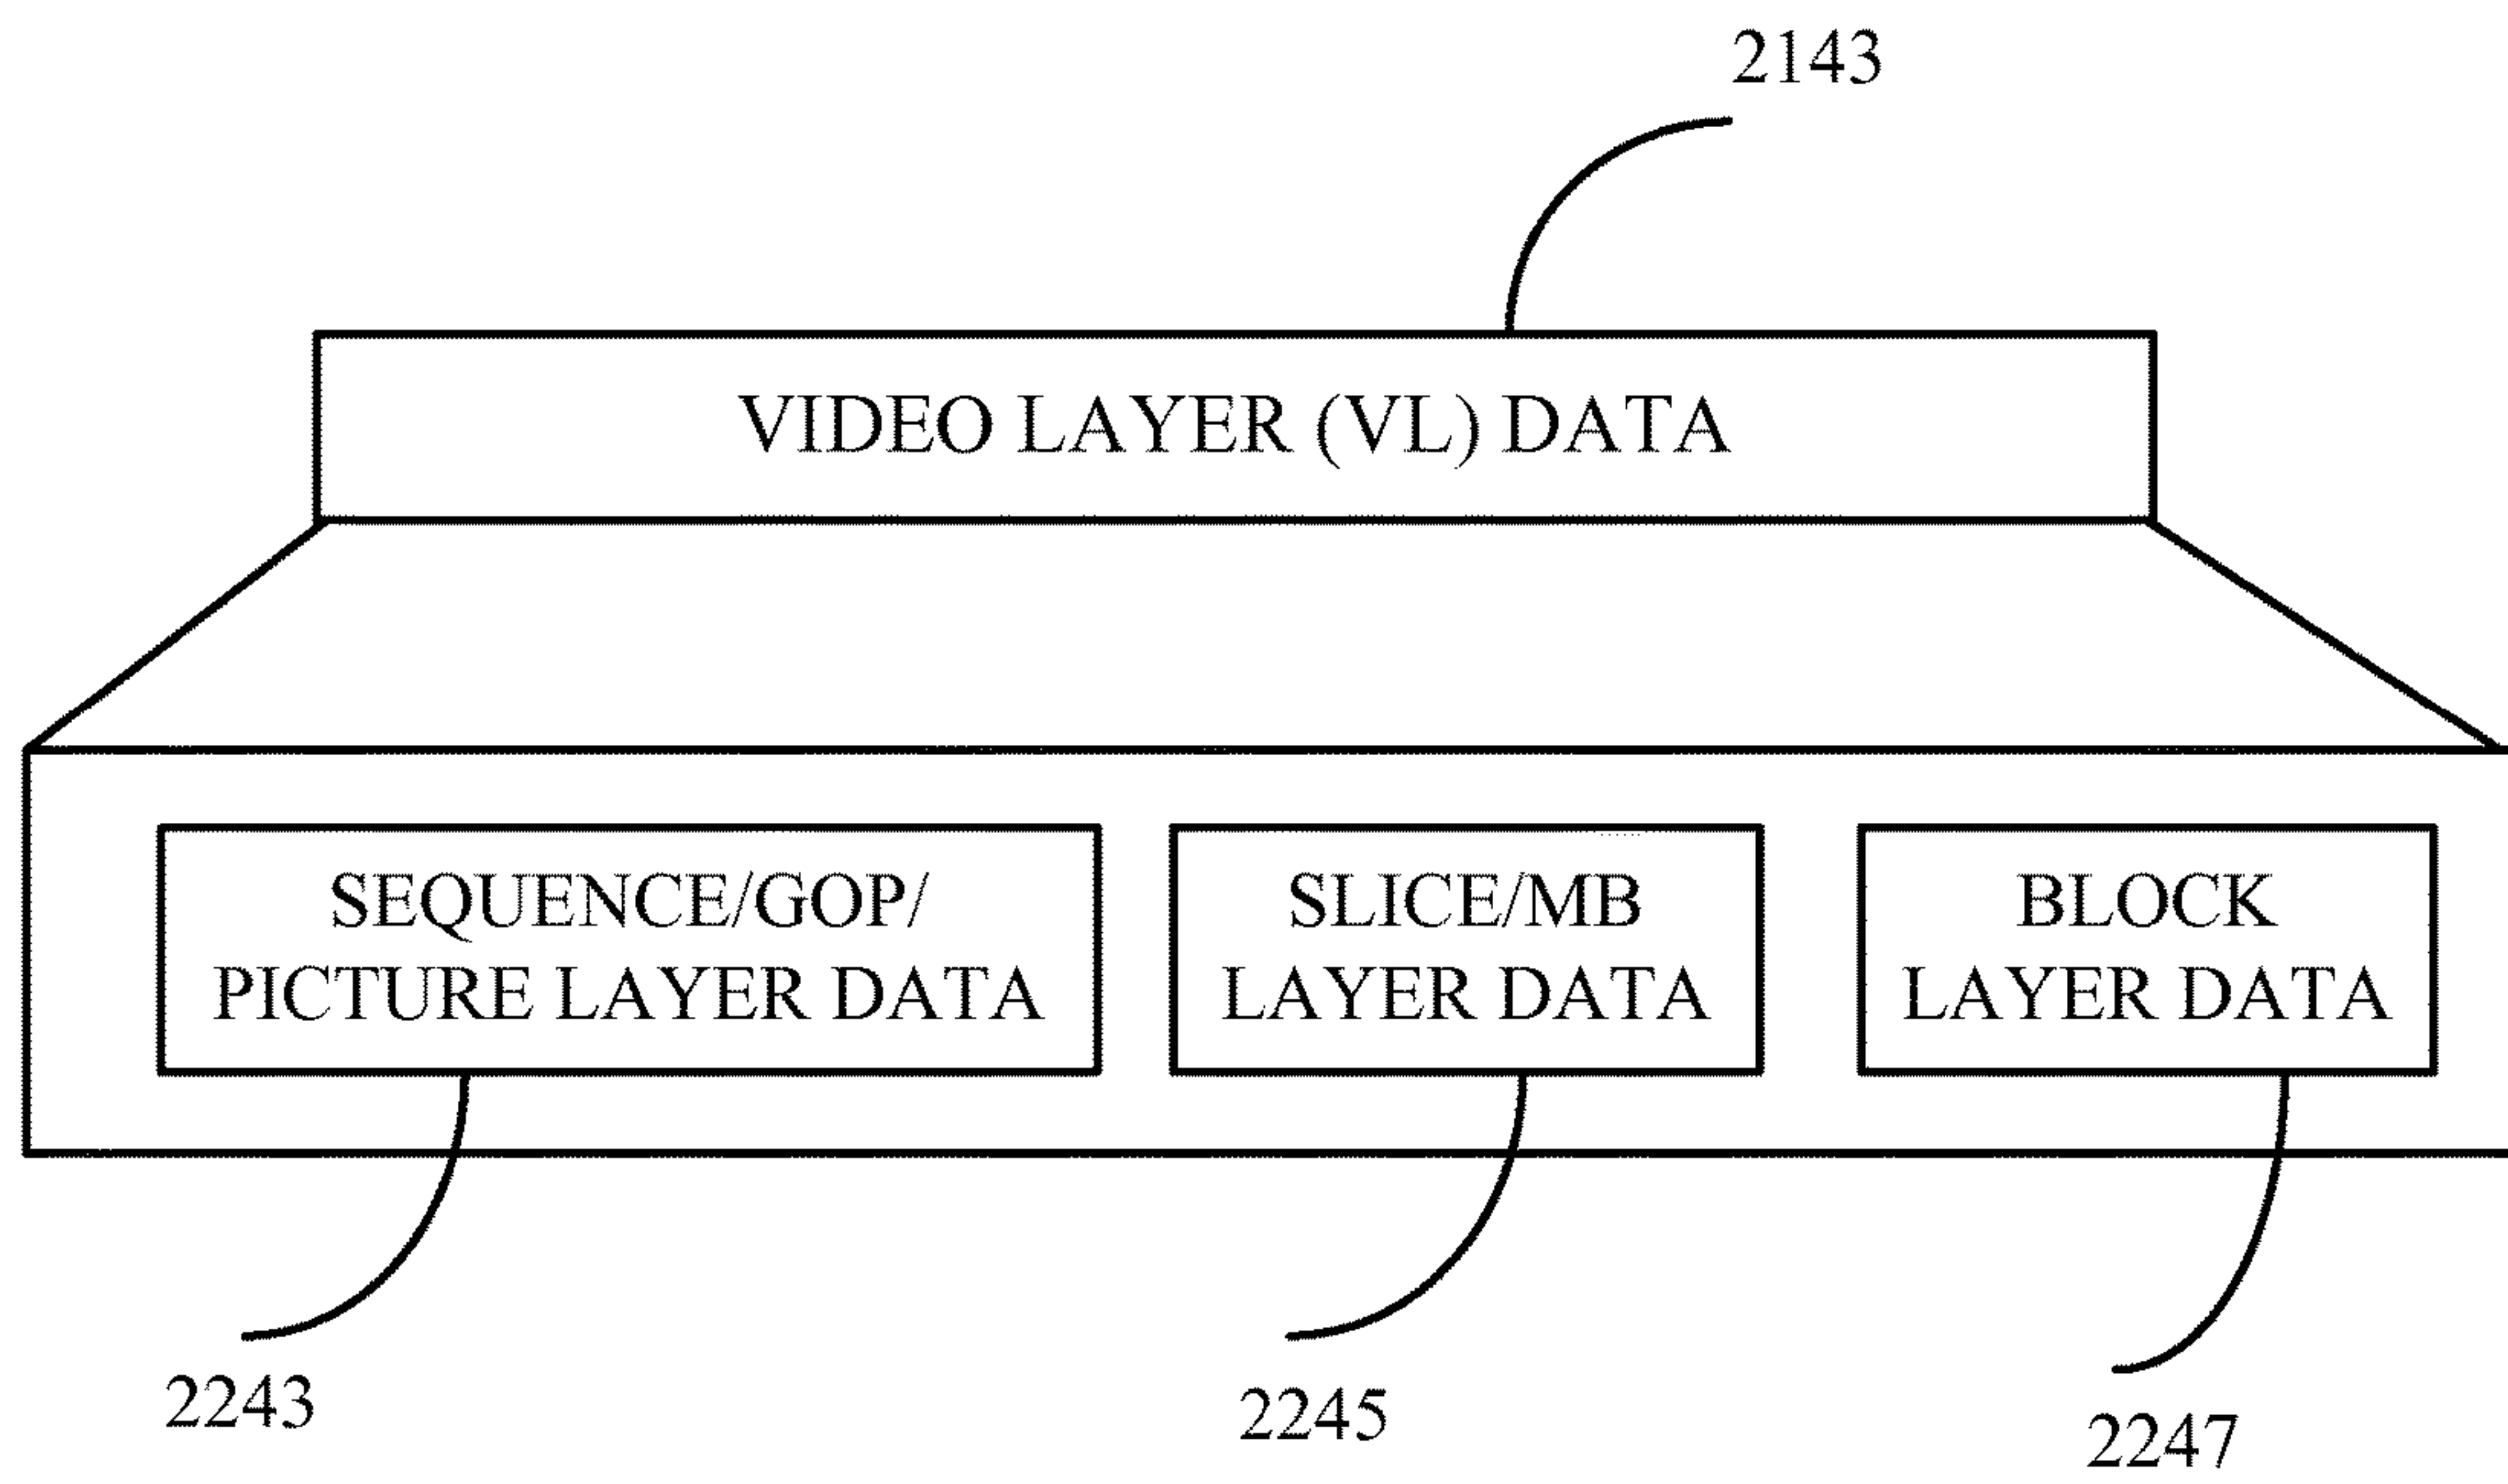 2143
VIDEO LAYER (VL) DATA
SEQUENCE/GOP/
PICTURE LAYER DATA
SLICE/MB
LAYER DATA
BLOCK
LAYER DATA
2243
2245
2247